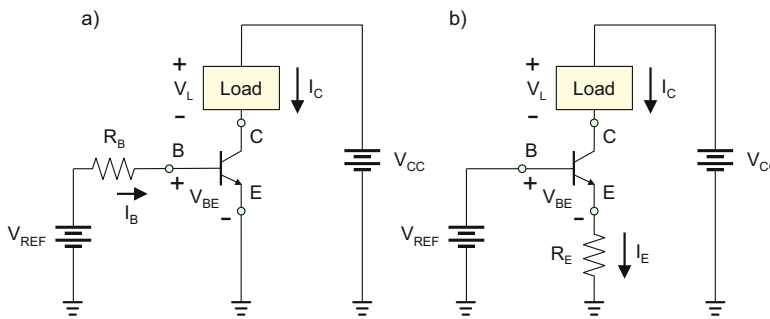 a)
+
V_L
-
Load
I_C
C
R_B
B
I_B
+
V_BE
-
E
V_REF
V_CC
b)
+
V_L
-
Load
I_C
C
B
+
V_BE
-
E
V_REF
R_E
I_E
V_CC